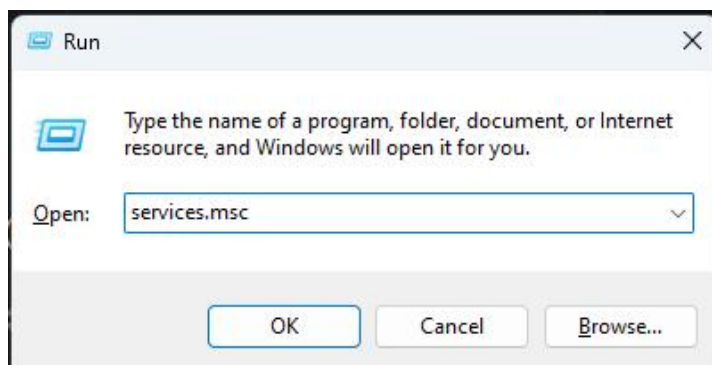 Run
Type the name of a program, folder, document, or Internet
resource, and Windows will open it for you.
Open:
services.msc
OK
Cancel
Browse...